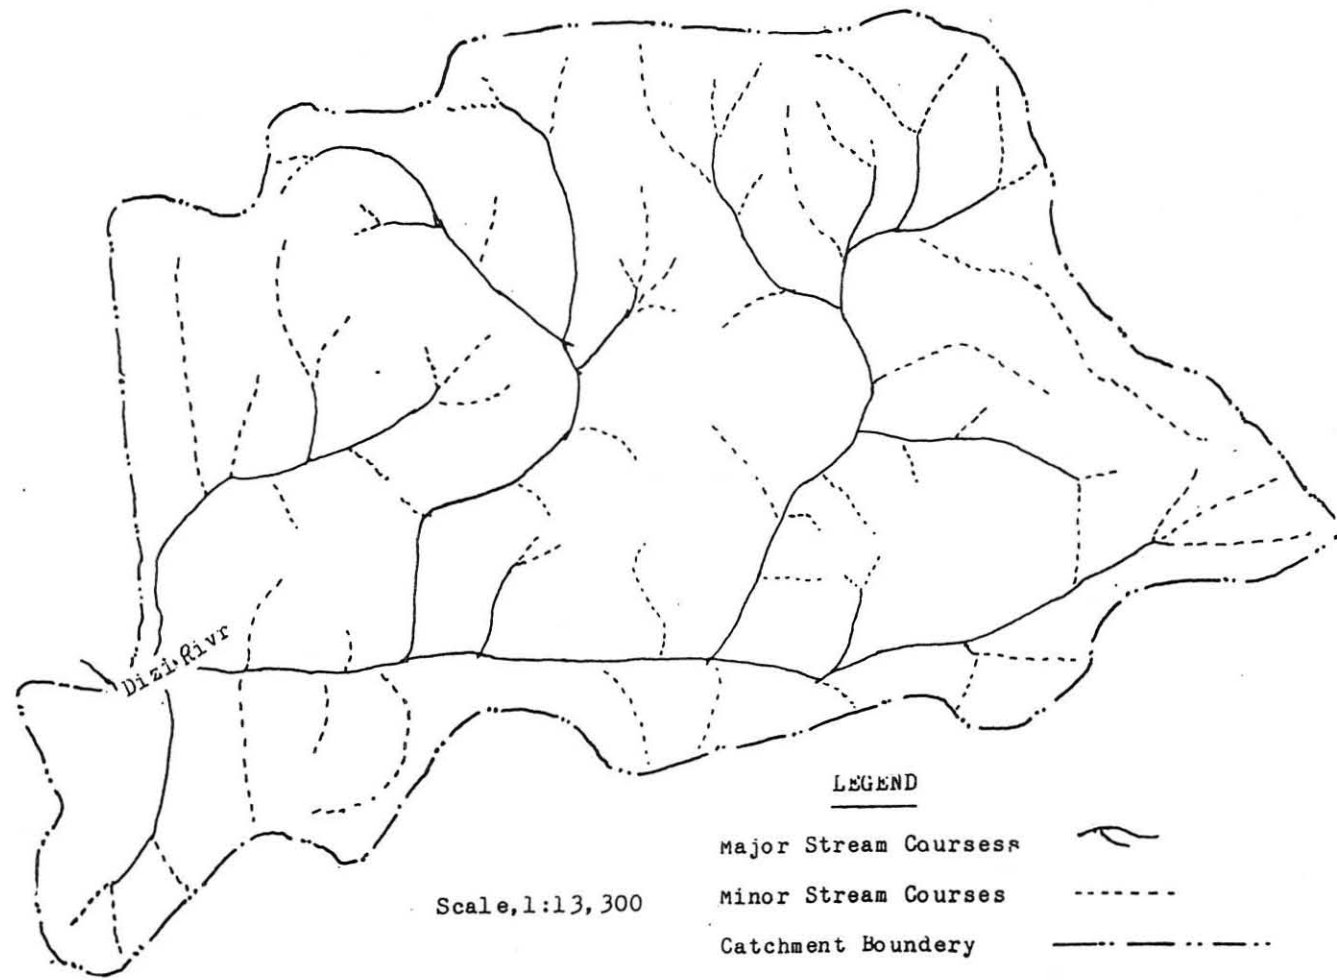 Dizi Rivr
LEGEND
Major Stream Coursess
Minor Stream Courses
Catchment Boundery
Scale,1:13,300